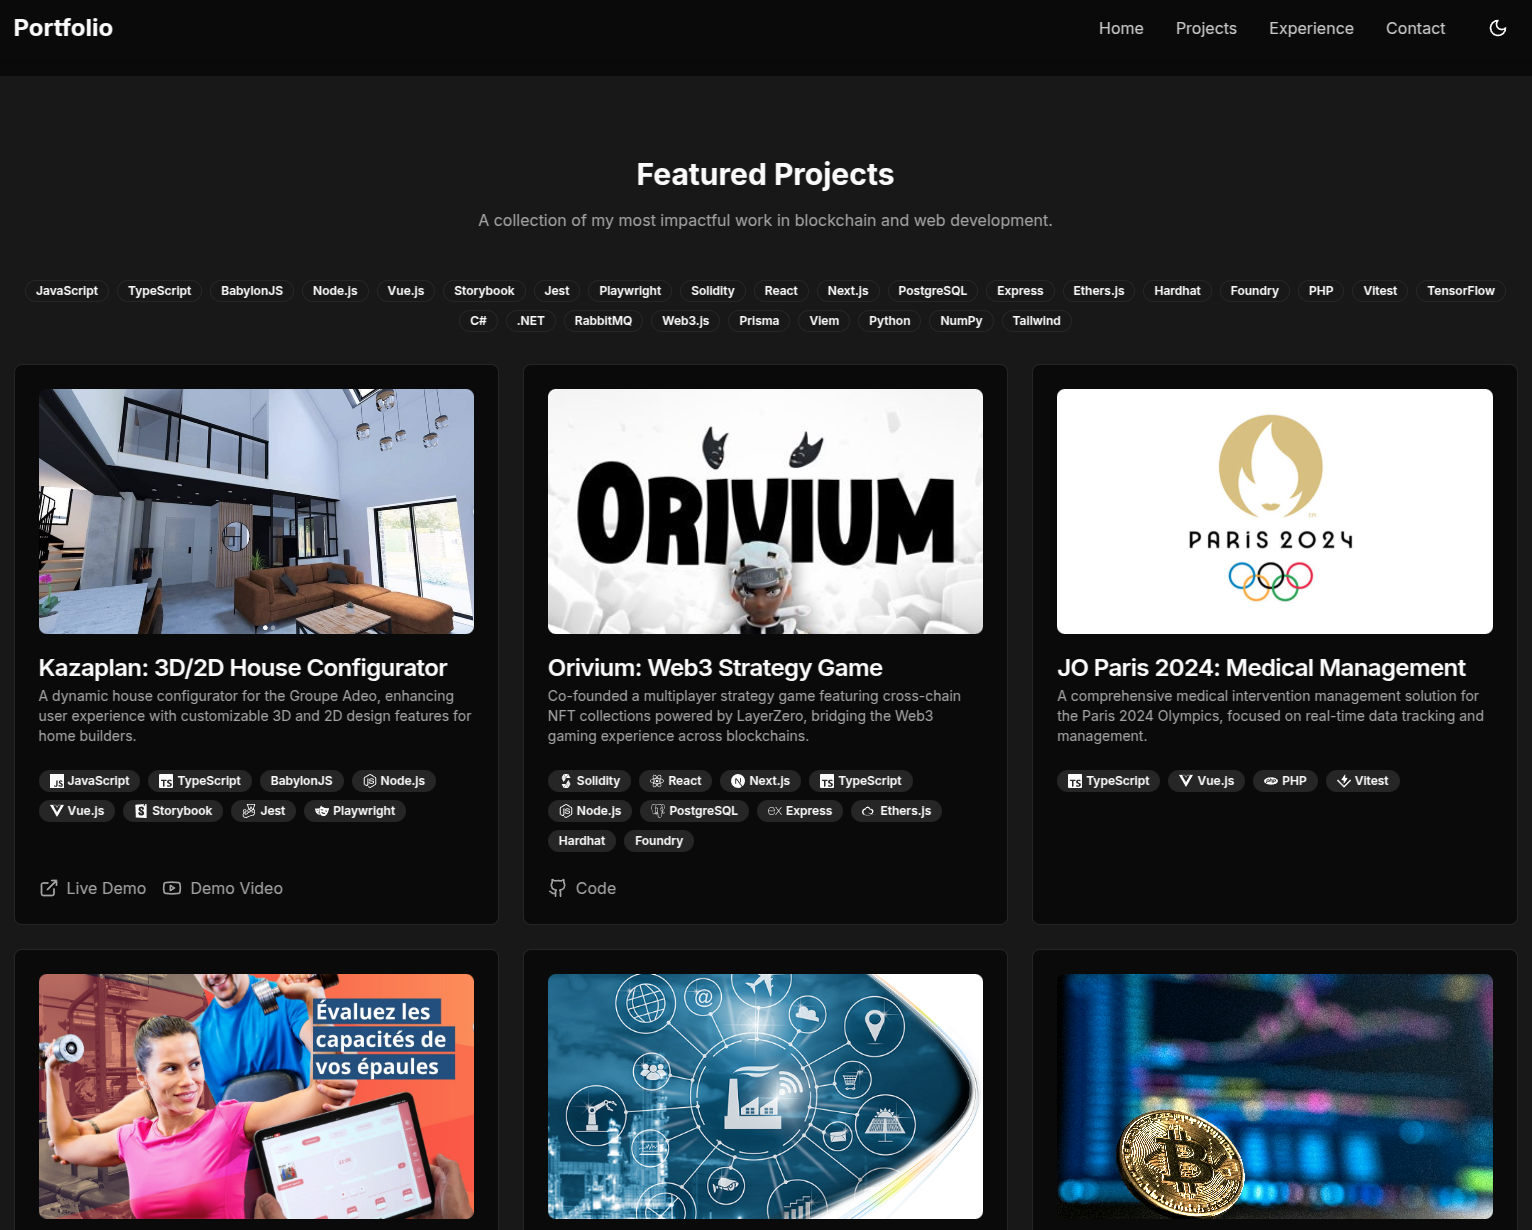 Portfolio
Home Projects Experience Contact
Featured Projects
A collection of my most impactful work in blockchain and web development.
JavaScript TypeScript BabylonJS Node.js Vue.js Storybook Jest Playwright Solidity React Next.js PostgreSQL Express Ethers.js Hardhat Foundry PHP Vitest TensorFlow
C# .NET RabbitMQ Web3.js Prisma Viem Python NumPy Tailwind
ORIVIUM
PARIS 2024
Kazaplan: 3D/2D House Configurator
A dynamic house configurator for the Groupe Adeo, enhancing
user experience with customizable 3D and 2D design features for
home builders.
JavaScript TypeScript BabylonJS Node.js
Vue.js Storybook Jest Playwright
Live Demo Demo Video
Orivium: Web3 Strategy Game
Co-founded a multiplayer strategy game featuring cross-chain
NFT collections powered by LayerZero, bridging the Web3
gaming experience across blockchains.
Solidity React Next.js TypeScript
Node.js PostgreSQL Express Ethers.js
Hardhat Foundry
Code
JO Paris 2024: Medical Management
A comprehensive medical intervention management solution for
the Paris 2024 Olympics, focused on real-time data tracking and
management.
TypeScript Vue.js PHP Vitest
Évaluez les
capacités de
vos épaules